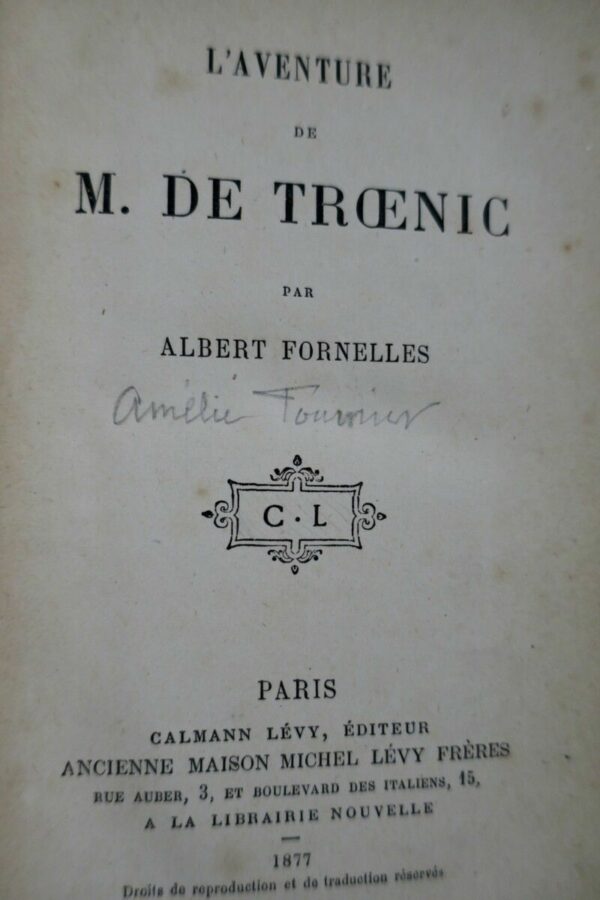 L'AVENTURE
DE
M. DE TRŒNIC
PAR
ALBERT FORNELLES
Amélie Fournier
C. L
PARIS
CALMANN LÉVY, ÉDITEUR
ANCIENNE MAISON MICHEL LÉVY FRÈRES
RUE AUBER, 3, ET BOULEVARD DES ITALIENS, 15,
A LA LIBRAIRIE NOUVELLE
1877
Droits de reproduction et de traduction réservés